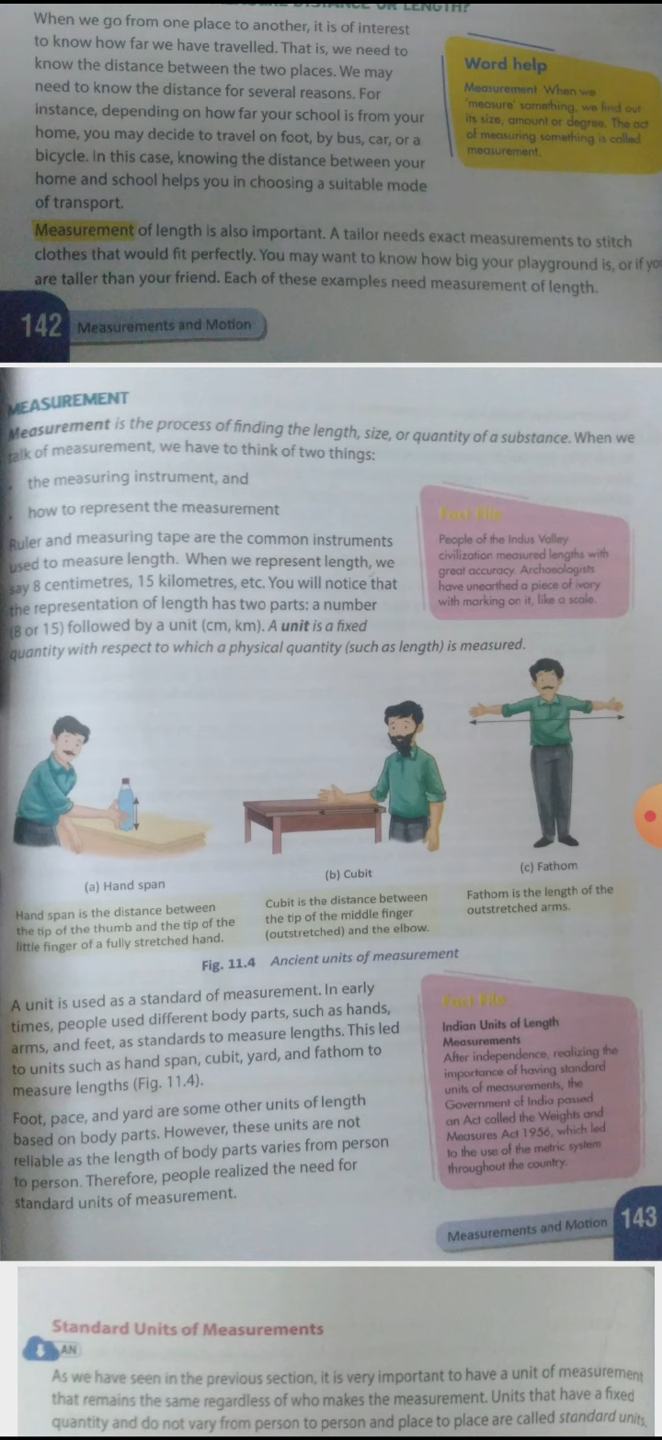 MEASURE DISTANCE OR LENGTH?
When we go from one place to another, it is of interest
to know how far we have travelled. That is, we need to
know the distance between the two places. We may
need to know the distance for several reasons. For
instance, depending on how far your school is from your
home, you may decide to travel on foot, by bus, car, or a
bicycle. In this case, knowing the distance between your
home and school helps you in choosing a suitable mode
of transport.
Word help
Measurement When we
'measure' something, we find out
its size, amount or degree. The act
of measuring something is called
measurement.
Measurement of length is also important. A tailor needs exact measurements to stitch
clothes that would fit perfectly. You may want to know how big your playground is, or if you
are taller than your friend. Each of these examples need measurement of length.
142 Measurements and Motion
MEASUREMENT
Measurement is the process of finding the length, size, or quantity of a substance. When we
talk of measurement, we have to think of two things:
• the measuring instrument, and
• how to represent the measurement
Ruler and measuring tape are the common instruments
used to measure length. When we represent length, we
say 8 centimetres, 15 kilometres, etc. You will notice that
the representation of length has two parts: a number
(8 or 15) followed by a unit (cm, km). A unit is a fixed
quantity with respect to which a physical quantity (such as length) is measured.
Fact File
People of the Indus Valley
civilization measured lengths with
great accuracy. Archaeologists
have unearthed a piece of ivory
with marking on it, like a scale.
(a) Hand span
Hand span is the distance between
the tip of the thumb and the tip of the
little finger of a fully stretched hand.
(b) Cubit
Cubit is the distance between
the tip of the middle finger
(outstretched) and the elbow.
(c) Fathom
Fathom is the length of the
outstretched arms.
Fig. 11.4 Ancient units of measurement
A unit is used as a standard of measurement. In early
times, people used different body parts, such as hands,
arms, and feet, as standards to measure lengths. This led
to units such as hand span, cubit, yard, and fathom to
measure lengths (Fig. 11.4).
Foot, pace, and yard are some other units of length
based on body parts. However, these units are not
reliable as the length of body parts varies from person
to person. Therefore, people realized the need for
standard units of measurement.
Fact File
Indian Units of Length
Measurements
After independence, realizing the
importance of having standard
units of measurements, the
Government of India passed
an Act called the Weights and
Measures Act 1956, which led
to the use of the metric system
throughout the country.
Measurements and Motion 143
Standard Units of Measurements
AN
As we have seen in the previous section, it is very important to have a unit of measurement
that remains the same regardless of who makes the measurement. Units that have a fixed
quantity and do not vary from person to person and place to place are called standard units.